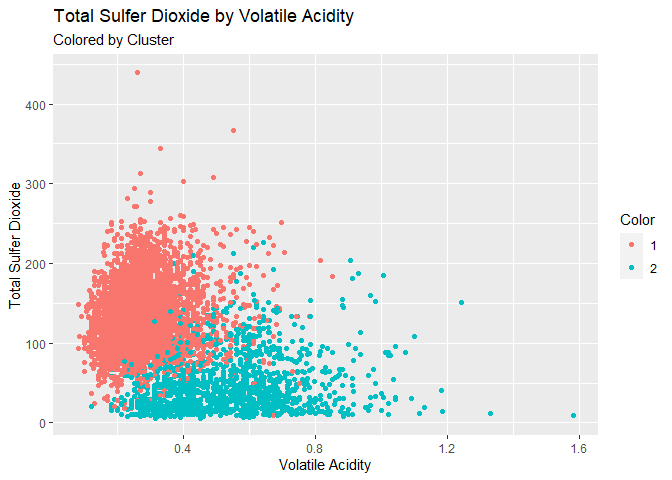 Total Sulfer Dioxide by Volatile Acidity
Colored by Cluster
Total Sulfer Dioxide
400
300
200
100
0
0.4
0.8
1.2
1.6
Volatile Acidity
Color
1
2